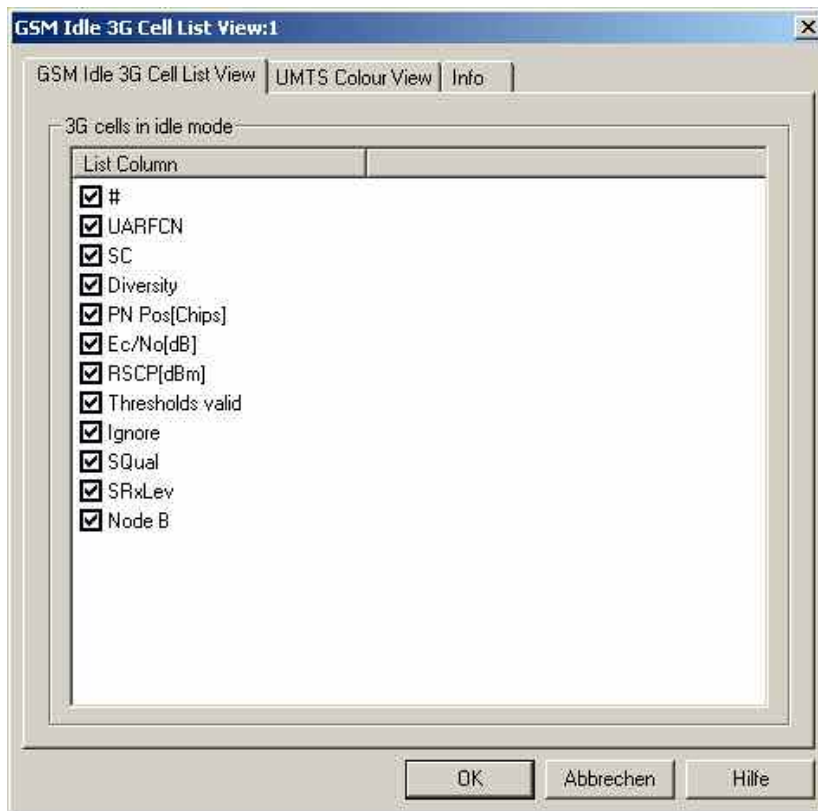 GSM Idle 3G Cell List View:1
GSM Idle 3G Cell List View UMTS Colour View Info
3G cells in idle mode
List Column
#
UARFCN
SC
Diversity
PN Pos[Chips]
Ec/No[dB]
RSCP[dBm]
Thresholds valid
Ignore
SQual
SRxLev
Node B
OK Abbrechen Hilfe